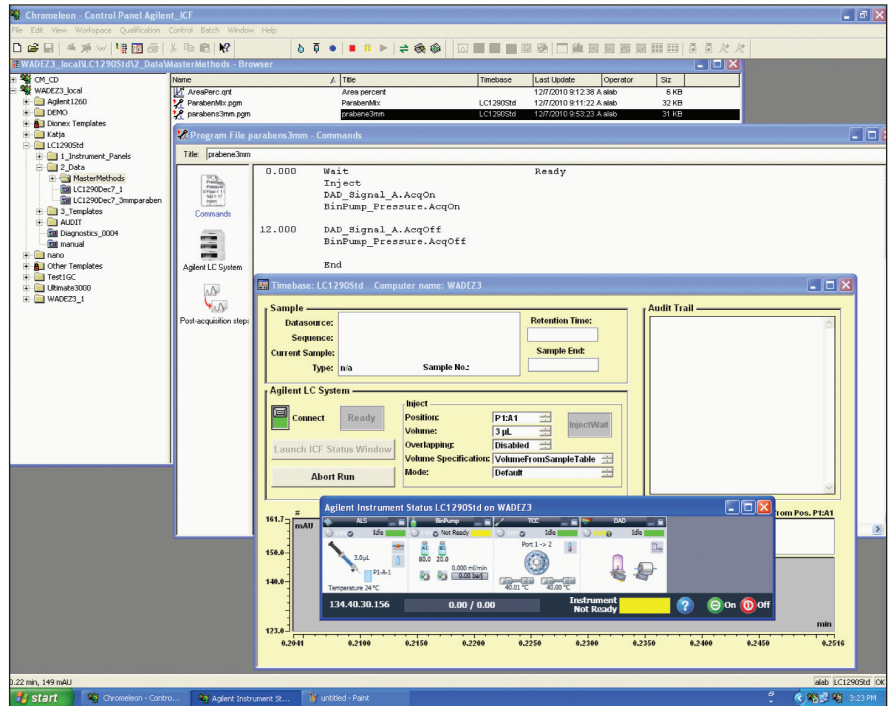 Chromeleon - Control Panel Agilent_ICF
File Edit View Workspace Qualification Control Batch Window Help
WADEZ3_local\LC1290Std\2_Data\MasterMethods - Browser
CM_CD
WADEZ3_local
Agilent1260
DEMO
Dionex Templates
Katja
LC1290Std
1_Instrument_Panels
2_Data
MasterMethods
LC1290Dec7_1
LC1290Dec7_3mmparaben
3_Templates
AUDIT
Diagnostics_0004
manual
nano
Other Templates
Test1GC
Ultimate3000
WADEZ3_1
Name Title Timebase Last Update Operator Siz
AreaPerc.qnt Area percent 12/7/2010 9:12:38 A alab 6 KB
ParabenMix.pgm ParabenMix LC1290Std 12/7/2010 9:11:22 A alab 32 KB
parabens3mm.pgm prabene3mm LC1290Std 12/7/2010 9:53:23 A alab 31 KB
Program File parabens3mm - Commands
Title: prabene3mm
Commands
Agilent LC System
Post-acquisition steps
0.000 Wait Ready
Inject
DAD_Signal_A.AcqOn
BinPump_Pressure.AcqOn
12.000 DAD_Signal_A.AcqOff
BinPump_Pressure.AcqOff
End
Timebase: LC1290Std Computer name: WADEZ3
Sample
Datasource:
Sequence:
Current Sample:
Type: n/a Sample No.:
Retention Time:
Sample End:
Audit Trail
Agilent LC System
Connect Ready
Launch ICF Status Window
Abort Run
Inject
Position: P1:A1
Volume: 3 µL
Overlapping: Disabled
Volume Specification: VolumeFromSampleTable
Mode: Default
InjectWait
#
rom Pos. P1:A1
161.7
mAU
150.0
140.0
123.0
min
0.2041 0.2100 0.2150 0.2200 0.2250 0.2300 0.2350 0.2400 0.2450 0.2516
Agilent Instrument Status LC1290Std on WADEZ3
ALS BinPump TCC DAD
Idle Not Ready Idle Idle
3.0µL
P1-A-1
Temperature 24 °C
80.0 20.0
0.000 ml/min
0.00 bar
Port 1 -> 2
40.01 °C 40.00 °C
134.40.30.156 0.00 / 0.00 Instrument Not Ready ? On Off
0.22 min, 149 mAU
alab LC1290Std OK
start Chromeleon - Contro... Agilent Instrument St... untitled - Paint 3:23 PM